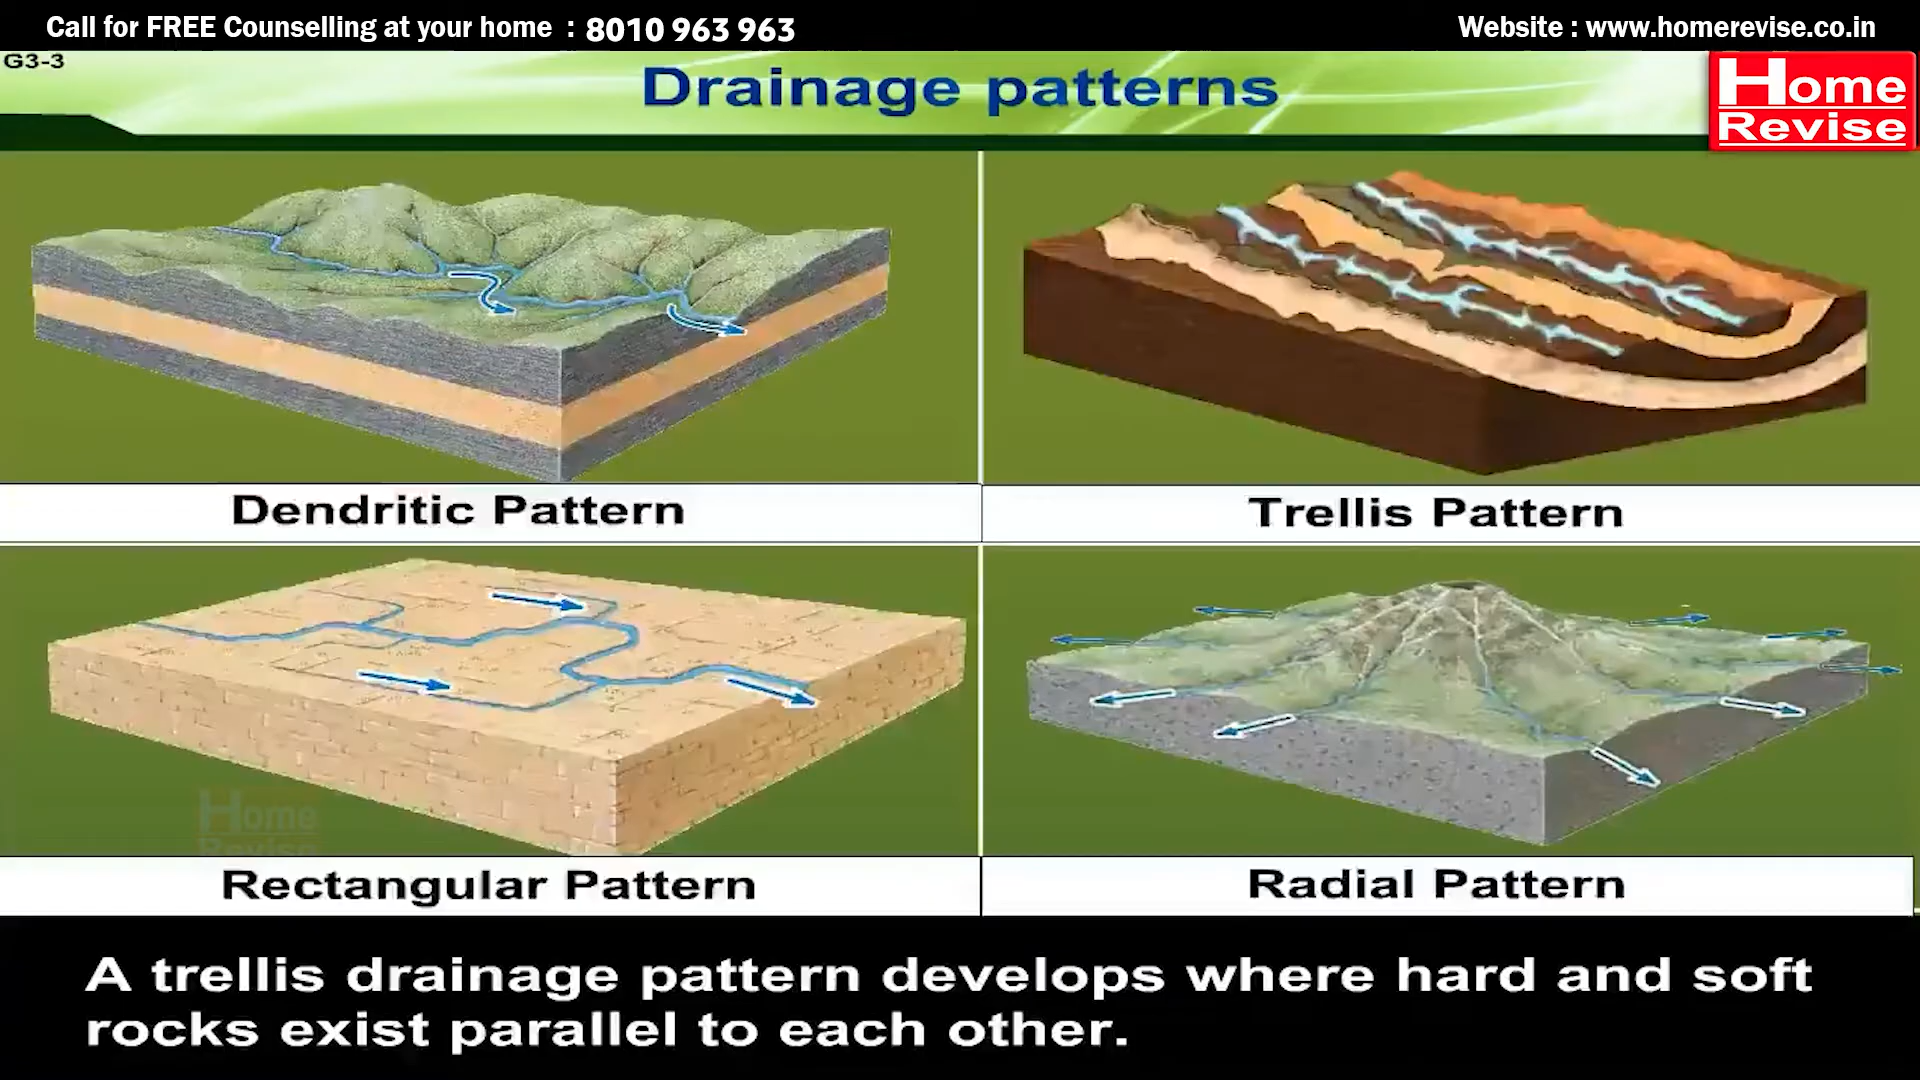 Call for FREE Counselling at your home : 8010 963 963
Website : www.homerevise.co.in
G3-3
Drainage patterns
Home
Revise
Dendritic Pattern
Trellis Pattern
Home
Revise
Rectangular Pattern
Radial Pattern
A trellis drainage pattern develops where hard and soft
rocks exist parallel to each other.